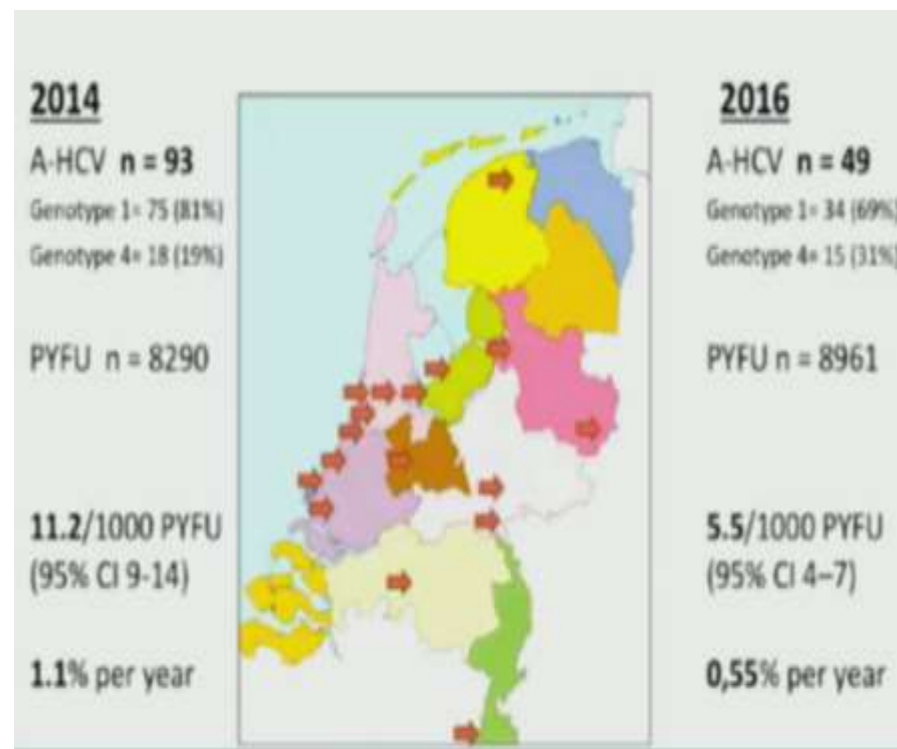 2014
A-HCV n = 93
Genotype 1= 75 (81%)
Genotype 4= 18 (19%)
PYFU n = 8290
11.2/1000 PYFU
(95% CI 9-14)
1.1% per year
2016
A-HCV n = 49
Genotype 1= 34 (69%)
Genotype 4= 15 (31%)
PYFU n = 8961
5.5/1000 PYFU
(95% CI 4–7)
0,55% per year